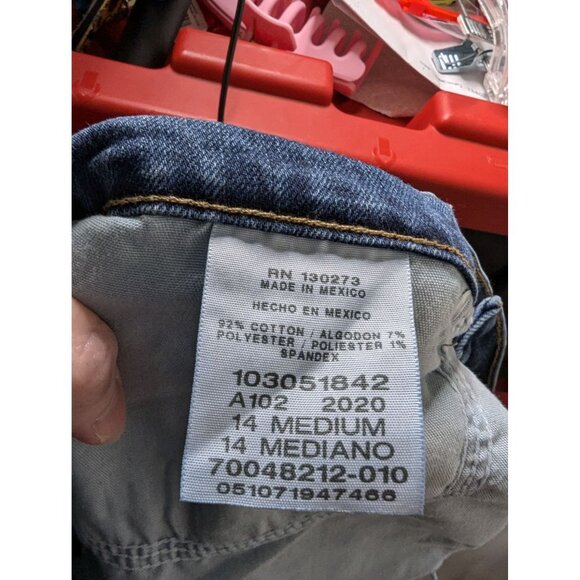 RN 130273
MADE IN MEXICO
HECHO EN MEXICO
92% COTTON / ALGODON 7%
POLYESTER / POLIESTER 1%
SPANDEX
103051842
A102 2020
14 MEDIUM
14 MEDIANO
70048212-010
051071947466